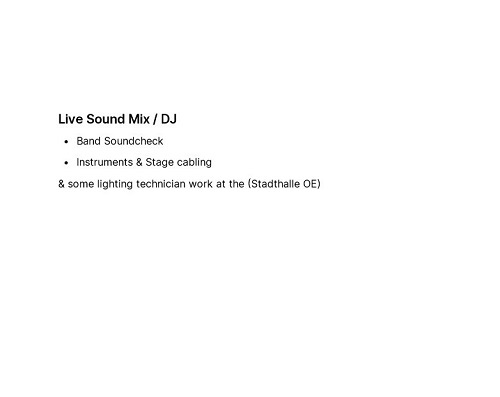 Live Sound Mix / DJ
• Band Soundcheck
• Instruments & Stage cabling
& some lighting technician work at the (Stadthalle OE)